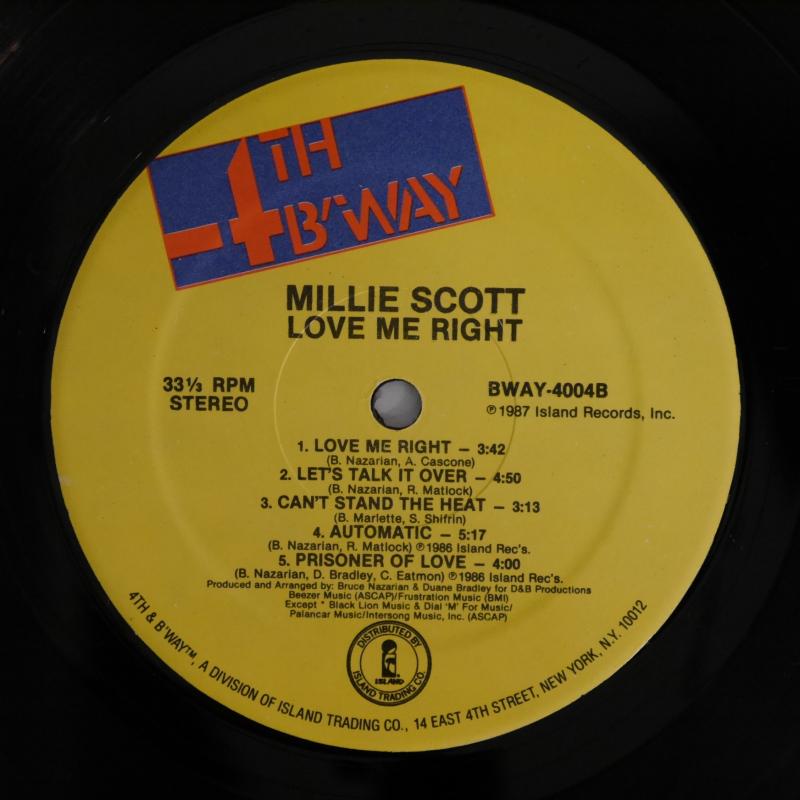 4TH
B'WAY
MILLIE SCOTT
LOVE ME RIGHT
33⅓ RPM
STEREO
BWAY-4004B
℗1987 Island Records, Inc.
1. LOVE ME RIGHT – 3:42
(B. Nazarian, A. Cascone)
2. LET'S TALK IT OVER – 4:50
(B. Nazarian, R. Matlock)
3. CAN'T STAND THE HEAT – 3:13
(B. Marlette, S. Shifrin)
4. AUTOMATIC – 5:17
(B. Nazarian, R. Matlock) ℗1986 Island Rec's.
5. PRISONER OF LOVE – 4:00
(B. Nazarian, D. Bradley, C. Eatmon) ℗1986 Island Rec's.
Produced and Arranged by: Bruce Nazarian & Duane Bradley for D&B Productions
Beezer Music (ASCAP)/Frustration Music (BMI)
Except * Black Lion Music & Dial 'M' For Music/
Palancar Music/Intersong Music, Inc. (ASCAP)
DISTRIBUTED BY
ISLAND
ISLAND TRADING CO.
4TH & B'WAY™, A DIVISION OF ISLAND TRADING CO., 14 EAST 4TH STREET, NEW YORK, N.Y. 10012